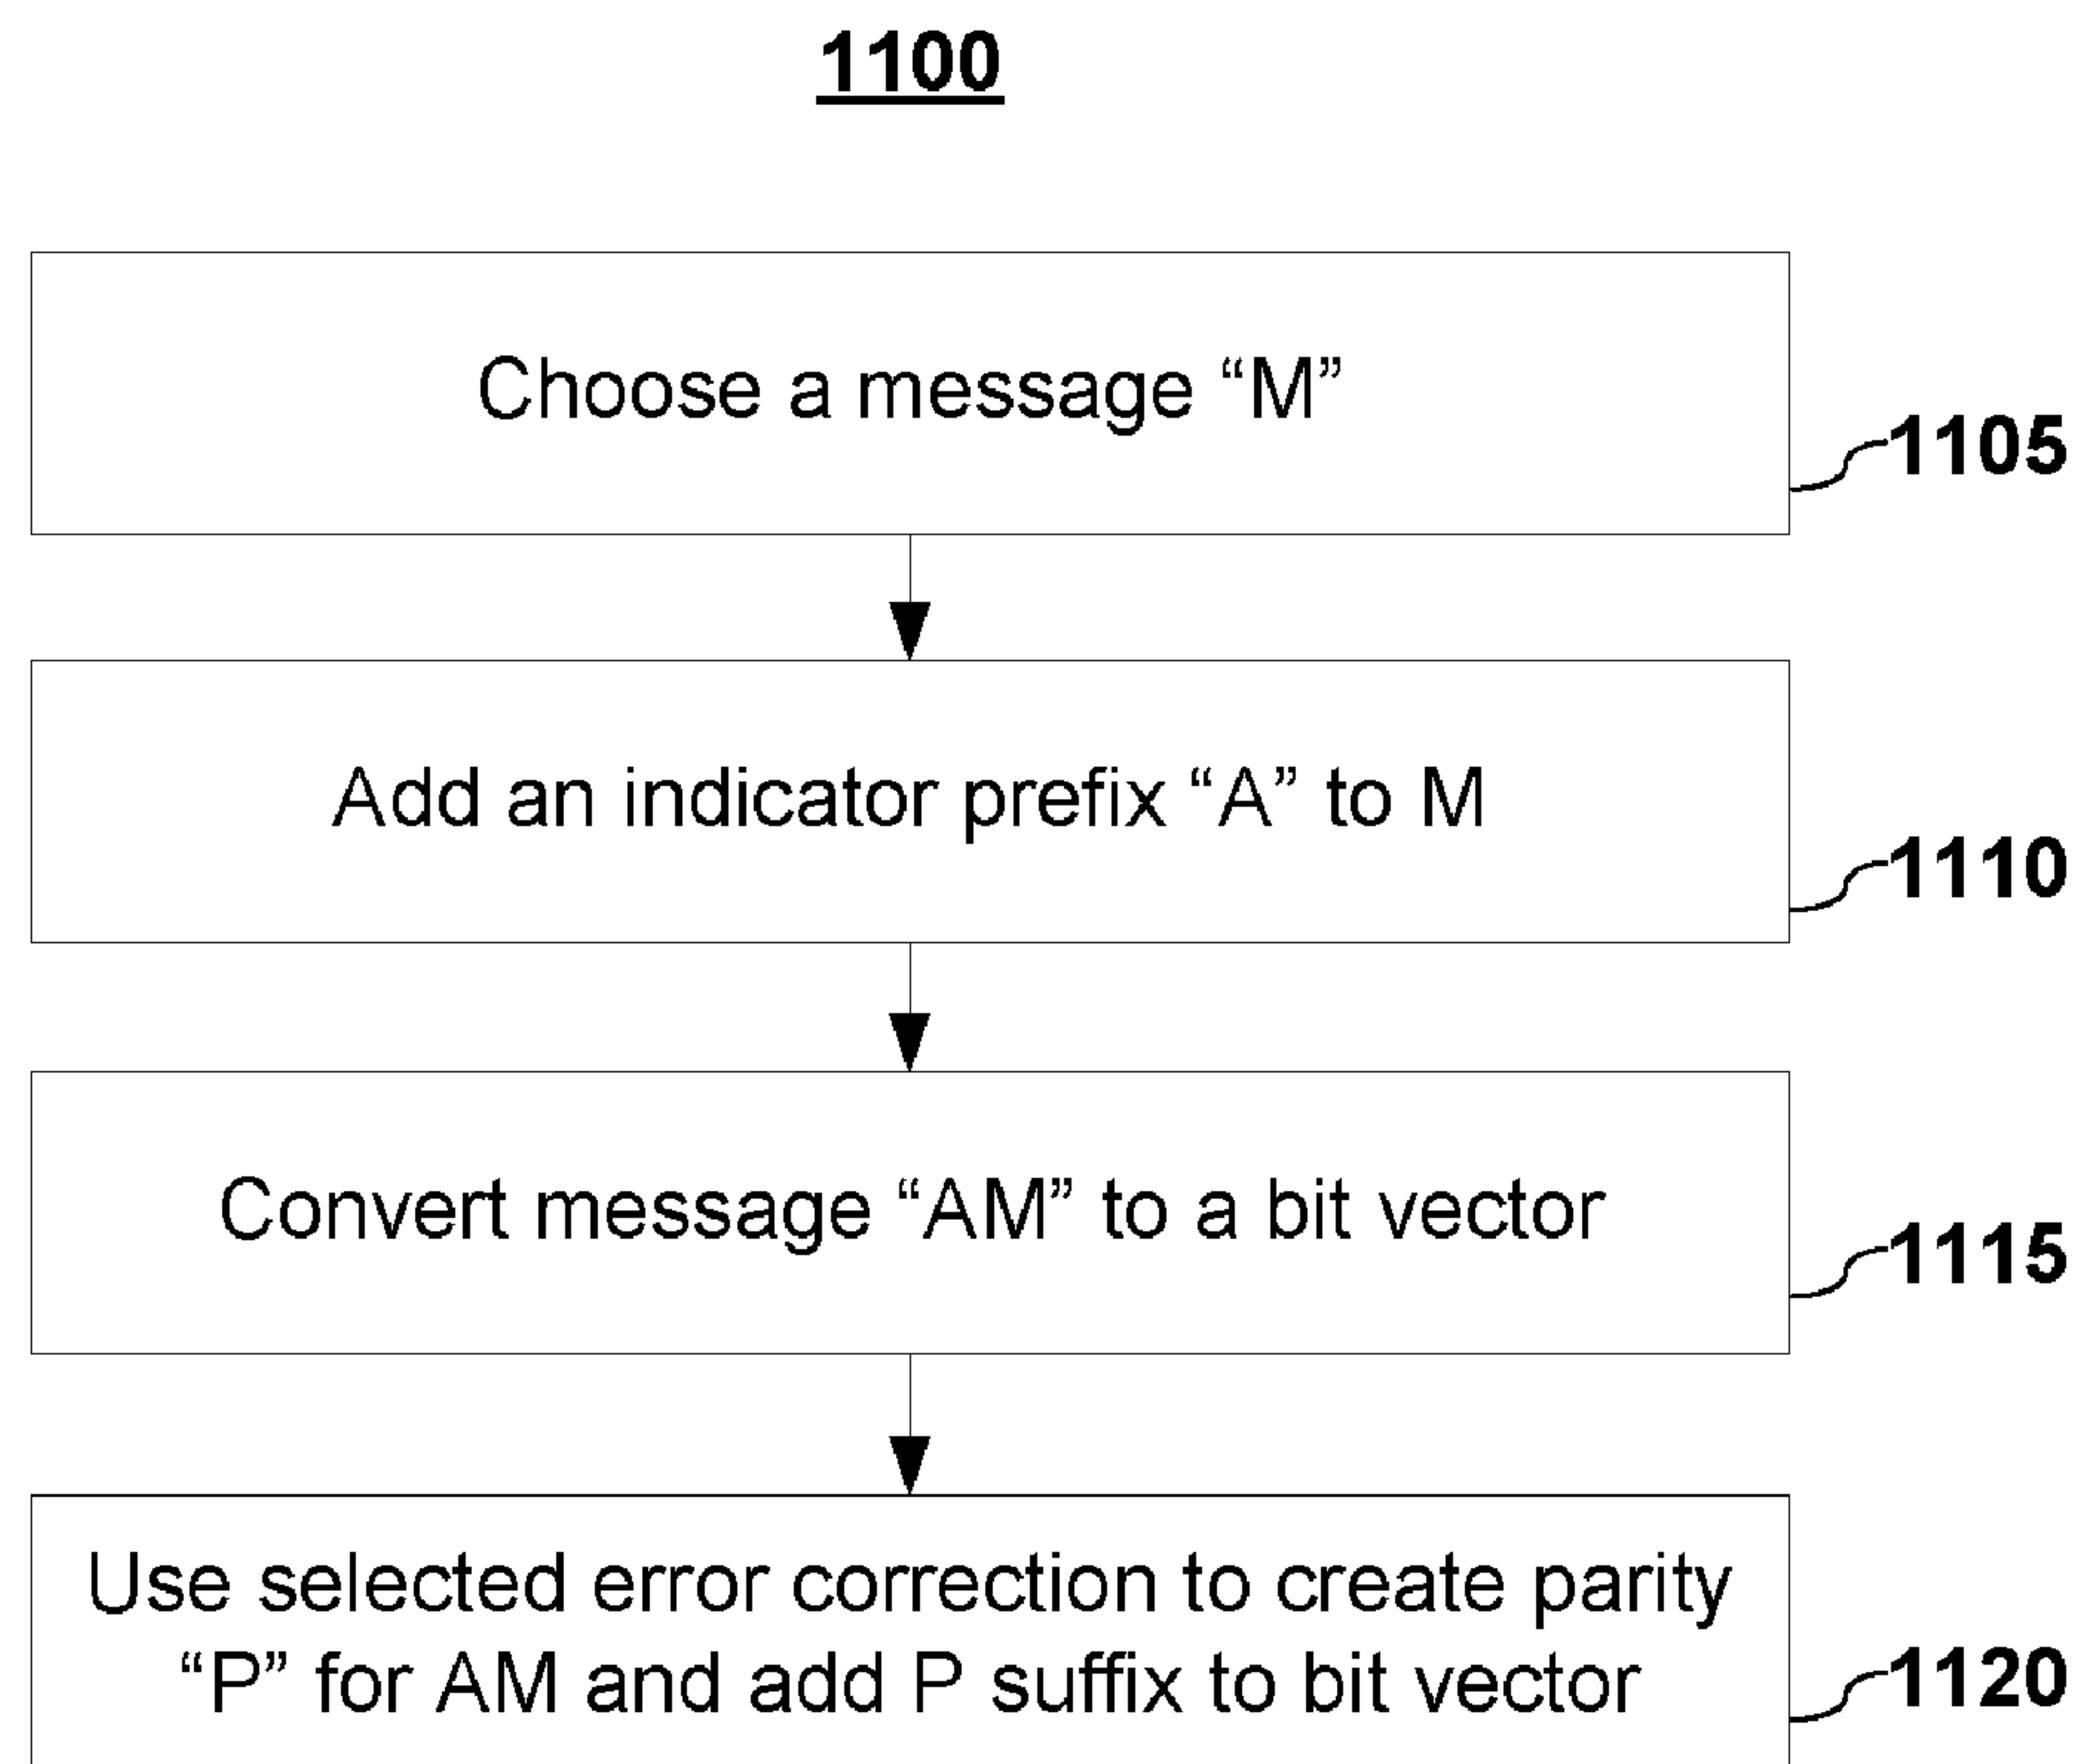 1100
Choose a message “M”
1105
Add an indicator prefix “A” to M
1110
Convert message “AM” to a bit vector
1115
Use selected error correction to create parity
“P” for AM and add P suffix to bit vector
1120